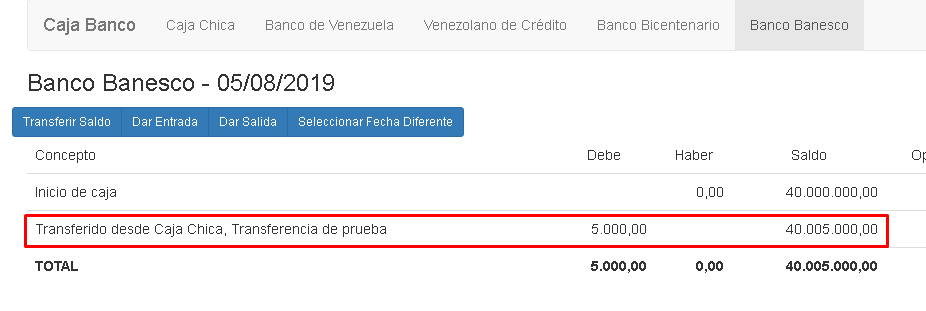 Caja Banco Caja Chica Banco de Venezuela Venezolano de Crédito Banco Bicentenario Banco Banesco
Banco Banesco - 05/08/2019
Transferir Saldo Dar Entrada Dar Salida Seleccionar Fecha Diferente
Concepto Debe Haber Saldo Op
Inicio de caja 0,00 40.000.000,00
Transferido desde Caja Chica, Transferencia de prueba 5.000,00 40.005.000,00
TOTAL 5.000,00 0,00 40.005.000,00